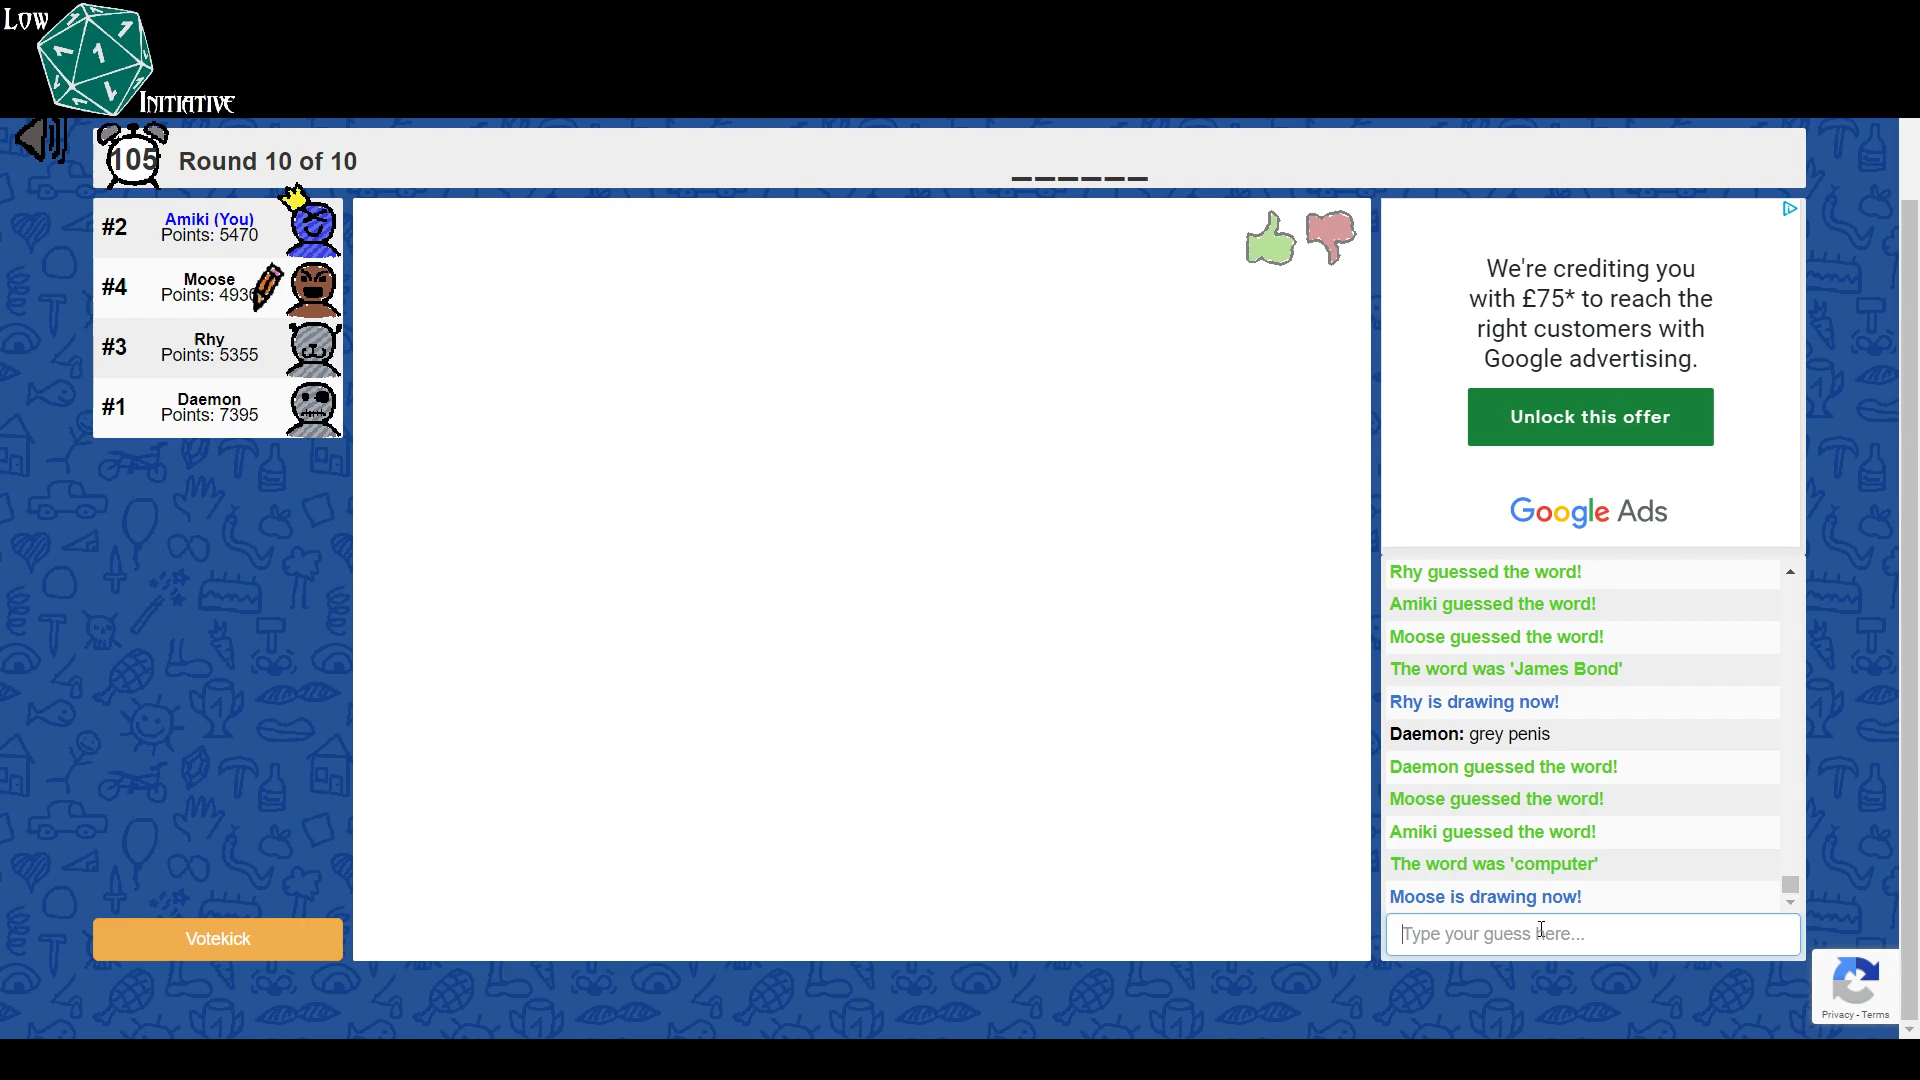 Low
Initiative
105
Round 10 of 10
______
#2
Amiki (You)
Points: 5470
#4
Moose
Points: 4936
#3
Rhy
Points: 5355
#1
Daemon
Points: 7395
Votekick
We're crediting you
with £75* to reach the
right customers with
Google advertising.
Unlock this offer
Google Ads
Rhy guessed the word!
Amiki guessed the word!
Moose guessed the word!
The word was 'James Bond'
Rhy is drawing now!
Daemon: grey penis
Daemon guessed the word!
Moose guessed the word!
Amiki guessed the word!
The word was 'computer'
Moose is drawing now!
Type your guess here...
Privacy - Terms